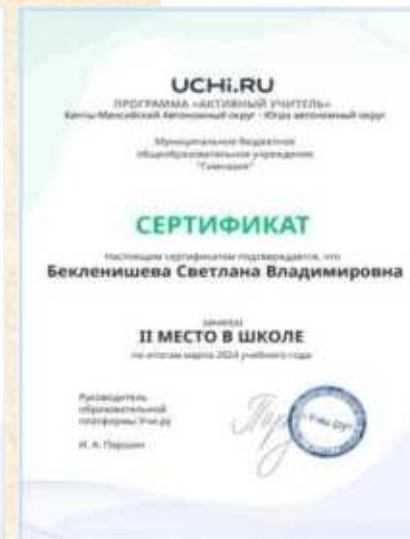 UCHi.RU
ПРОГРАММА «АКТИВНЫЙ УЧИТЕЛЬ»
Ханты-Мансийский Автономный округ - Югра автономный округ
Муниципальное бюджетное
общеобразовательное учреждение
"Гимназия"
СЕРТИФИКАТ
Настоящим сертификатом подтверждается, что
Бекленишева Светлана Владимировна
занял(а)
II МЕСТО В ШКОЛЕ
по итогам марта 2024 учебного года
Руководитель
образовательной
платформы Учи.ру
И. А. Паршин